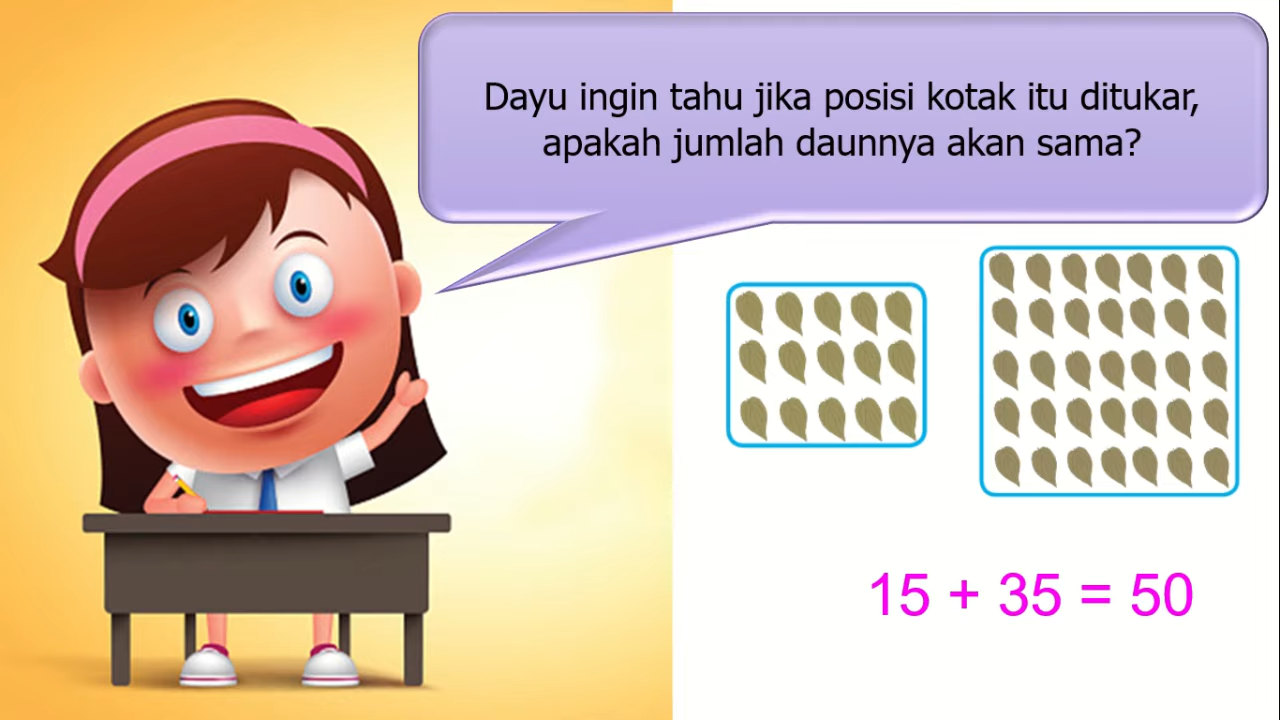 Dayu ingin tahu jika posisi kotak itu ditukar,
apakah jumlah daunnya akan sama?
15 + 35 = 50